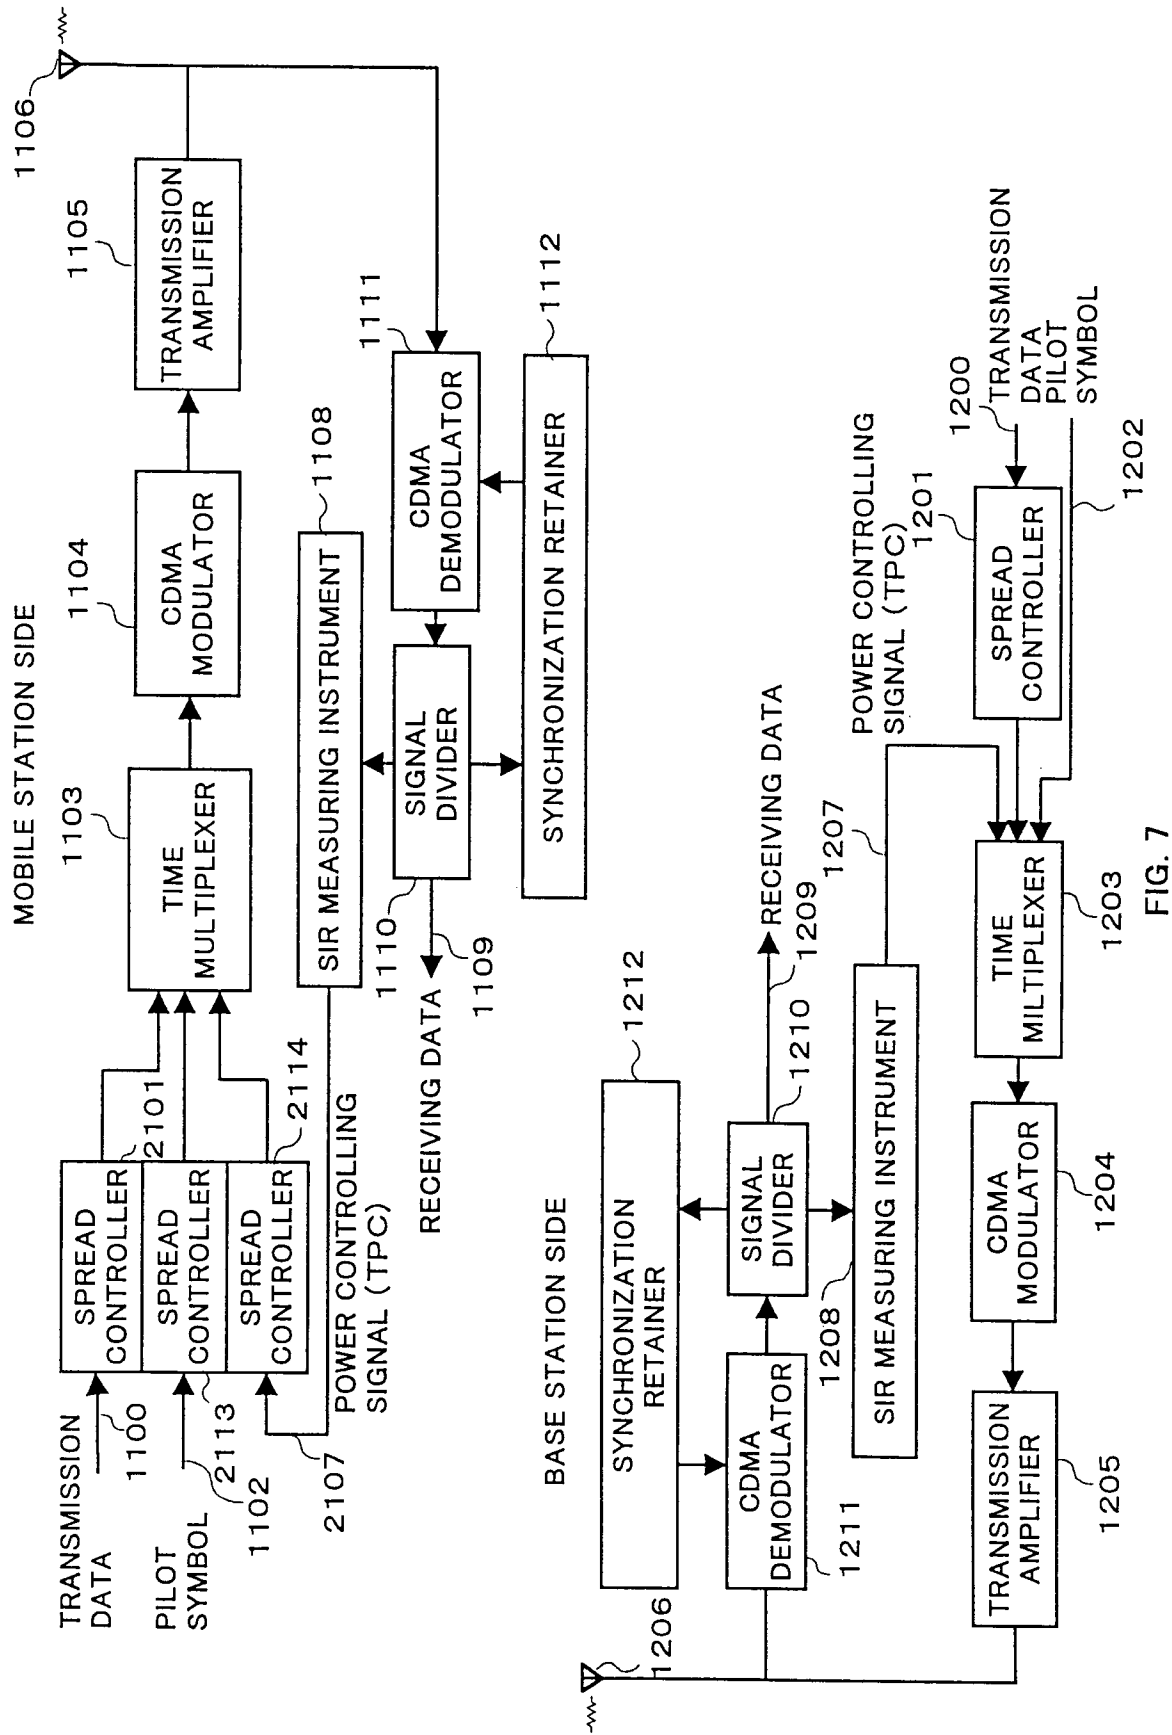 MOBILE STATION SIDE
TRANSMISSION
DATA
1100
PILOT
SYMBOL
1102
SPREAD
CONTROLLER
2101
SPREAD
CONTROLLER
2113
SPREAD
CONTROLLER
2114
2107
TIME
MULTIPLEXER
1103
CDMA
MODULATOR
1104
TRANSMISSION
AMPLIFIER
1105
1106
POWER CONTROLLING
SIGNAL (TPC)
SIR MEASURING INSTRUMENT
1108
RECEIVING DATA
1109
SIGNAL
DIVIDER
1110
CDMA
DEMODULATOR
1111
SYNCHRONIZATION RETAINER
1112
BASE STATION SIDE
1206
SYNCHRONIZATION
RETAINER
1212
CDMA
DEMODULATOR
1211
SIGNAL
DIVIDER
1210
RECEIVING DATA
1209
SIR MEASURING INSTRUMENT
1208
1207
POWER CONTROLLING
SIGNAL (TPC)
TRANSMISSION
AMPLIFIER
1205
CDMA
MODULATOR
1204
TIME
MILTIPLEXER
1203
SPREAD
CONTROLLER
1201
1200
TRANSMISSION
DATA
PILOT
SYMBOL
1202
FIG. 7